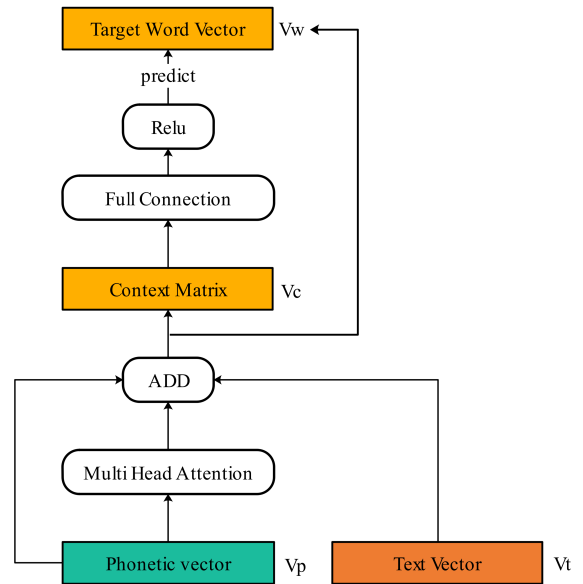 Target Word Vector Vw
predict
Relu
Full Connection
Context Matrix Vc
ADD
Multi Head Attention
Phonetic vector Vp Text Vector Vt